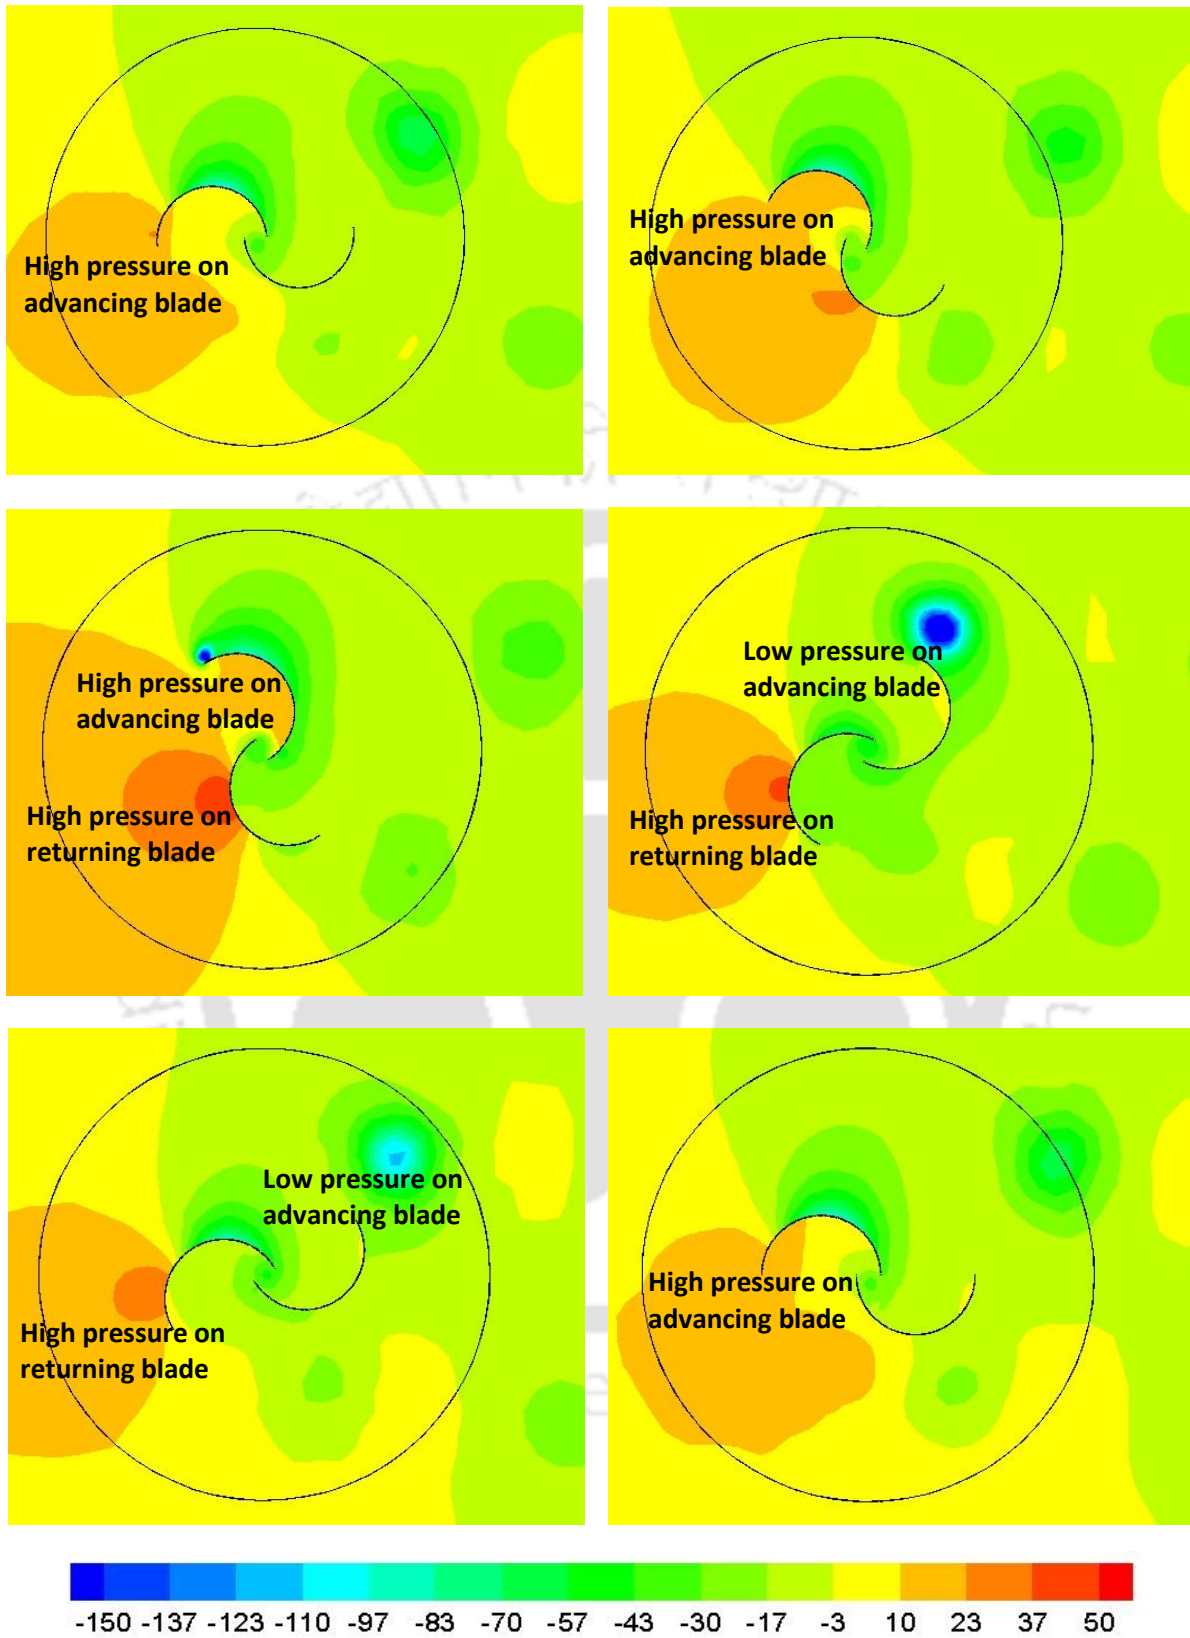 High pressure on
advancing blade
High pressure on
advancing blade
High pressure on
advancing blade
High pressure on
returning blade
Low pressure on
advancing blade
High pressure on
returning blade
Low pressure on
advancing blade
High pressure on
returning blade
High pressure on
advancing blade
-150 -137 -123 -110 -97 -83 -70 -57 -43 -30 -17 -3 10 23 37 50